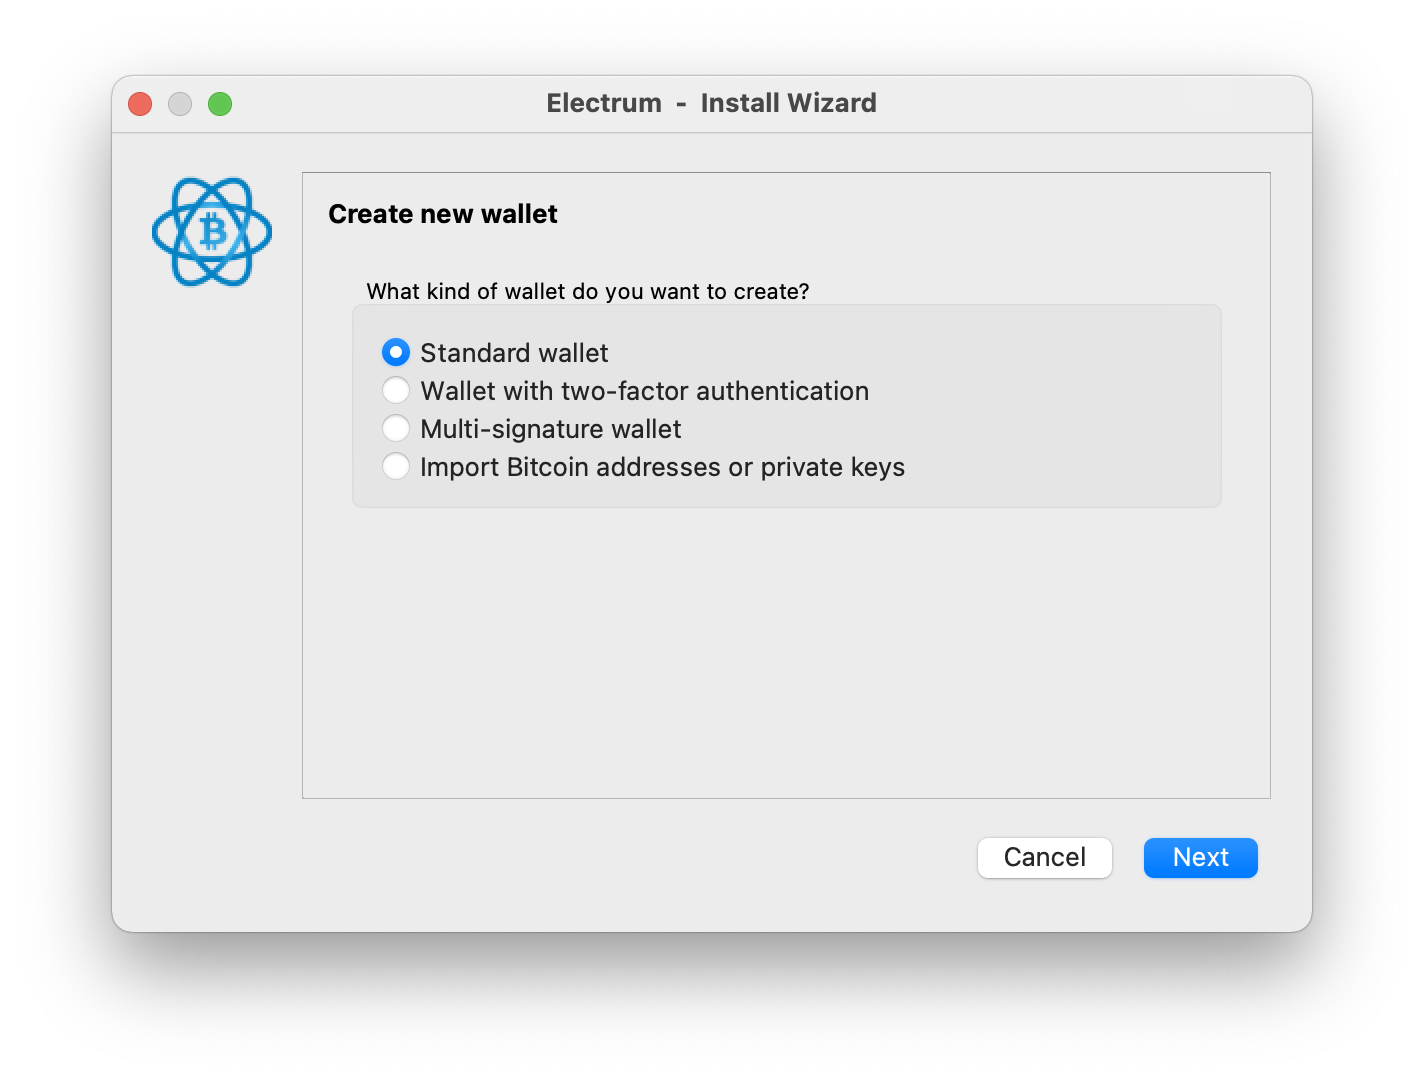 Electrum - Install Wizard
Create new wallet
What kind of wallet do you want to create?
Standard wallet
Wallet with two-factor authentication
Multi-signature wallet
Import Bitcoin addresses or private keys
Cancel
Next